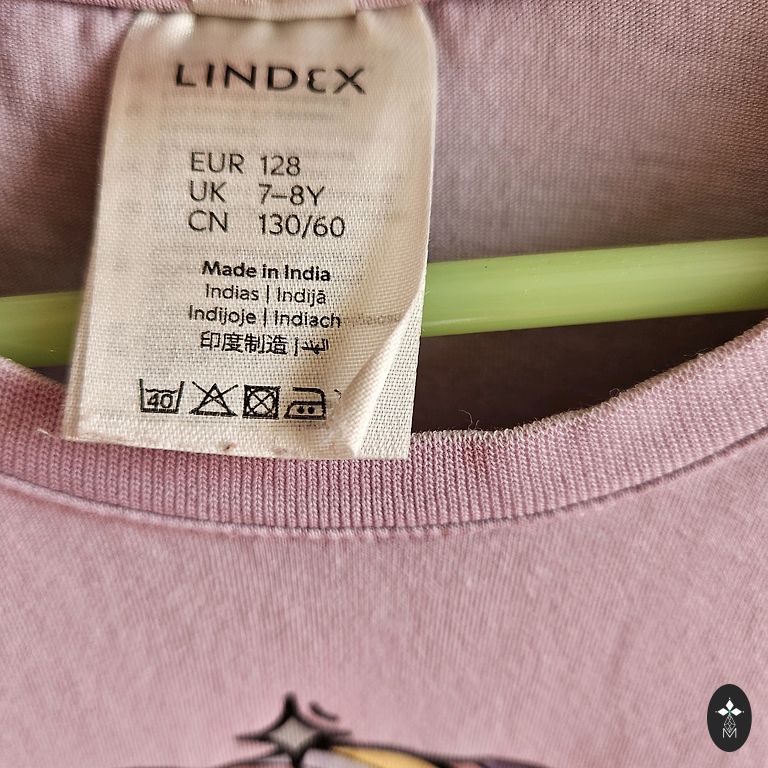 LINDEX
EUR 128
UK 7–8Y
CN 130/60
Made in India
Indias | Indijā
Indijoje | Indiach
印度制造 | الهند
40
M